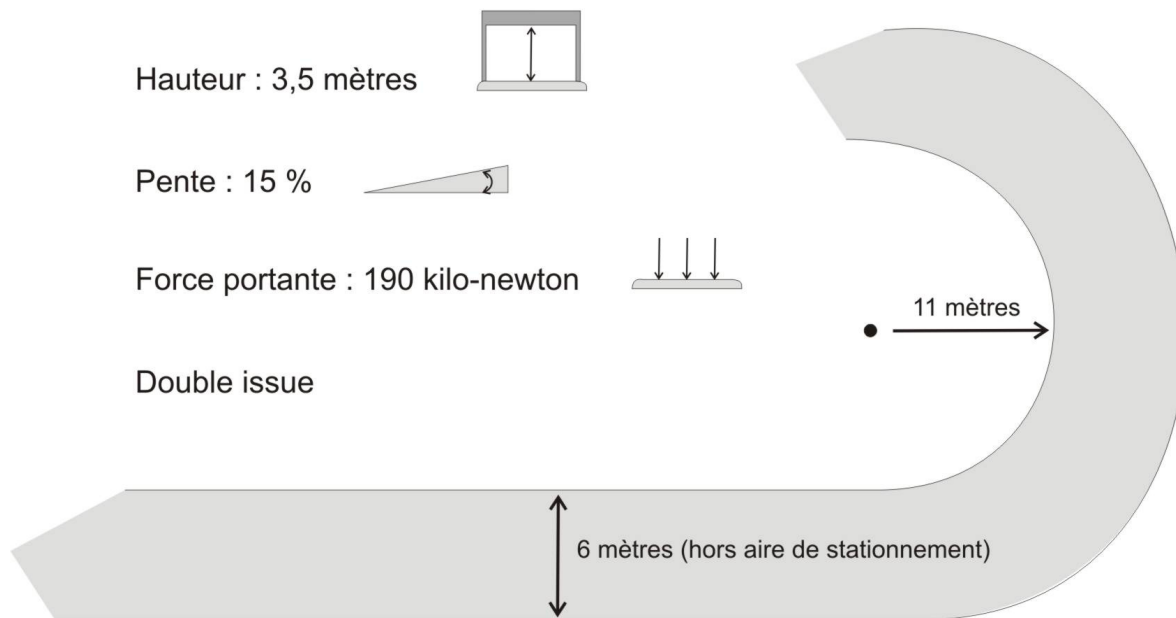 Hauteur : 3,5 mètres
Pente : 15 %
Force portante : 190 kilo-newton
11 mètres
Double issue
6 mètres (hors aire de stationnement)